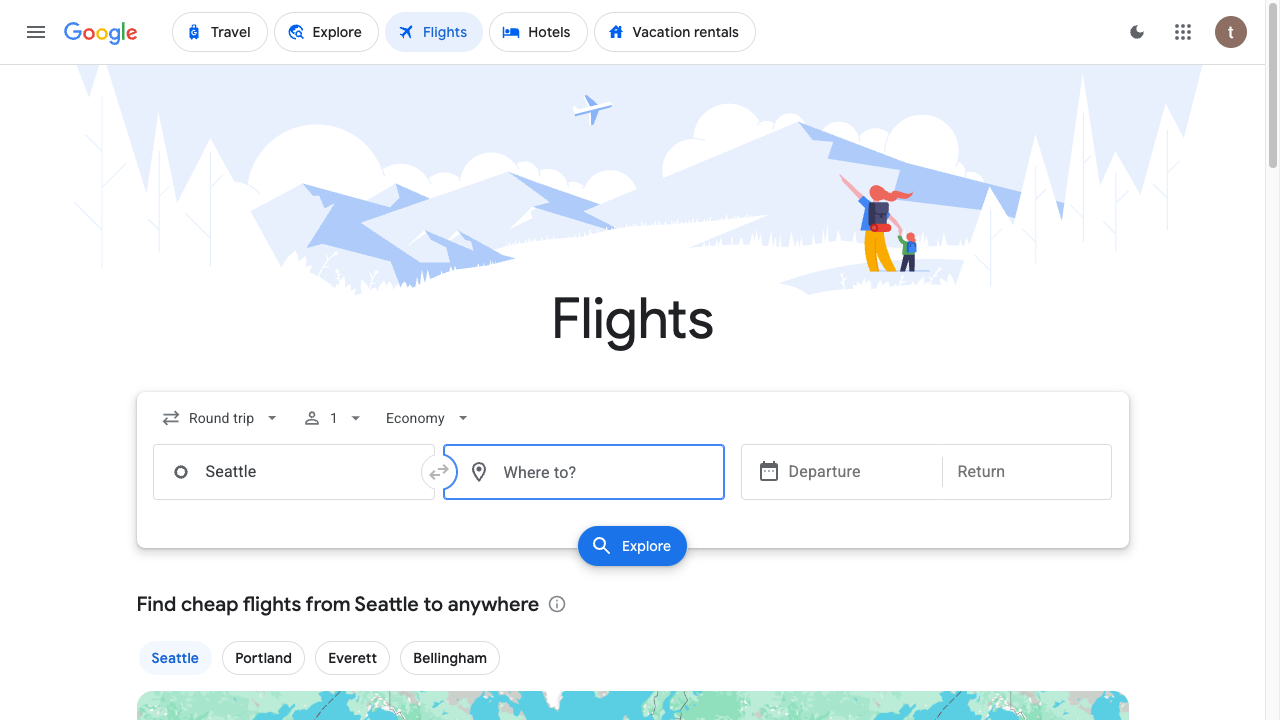 Google
Travel
Explore
Flights
Hotels
Vacation rentals
t
Flights
Round trip
1
Economy
Seattle
Where to?
Departure
Return
Explore
Find cheap flights from Seattle to anywhere
Seattle
Portland
Everett
Bellingham